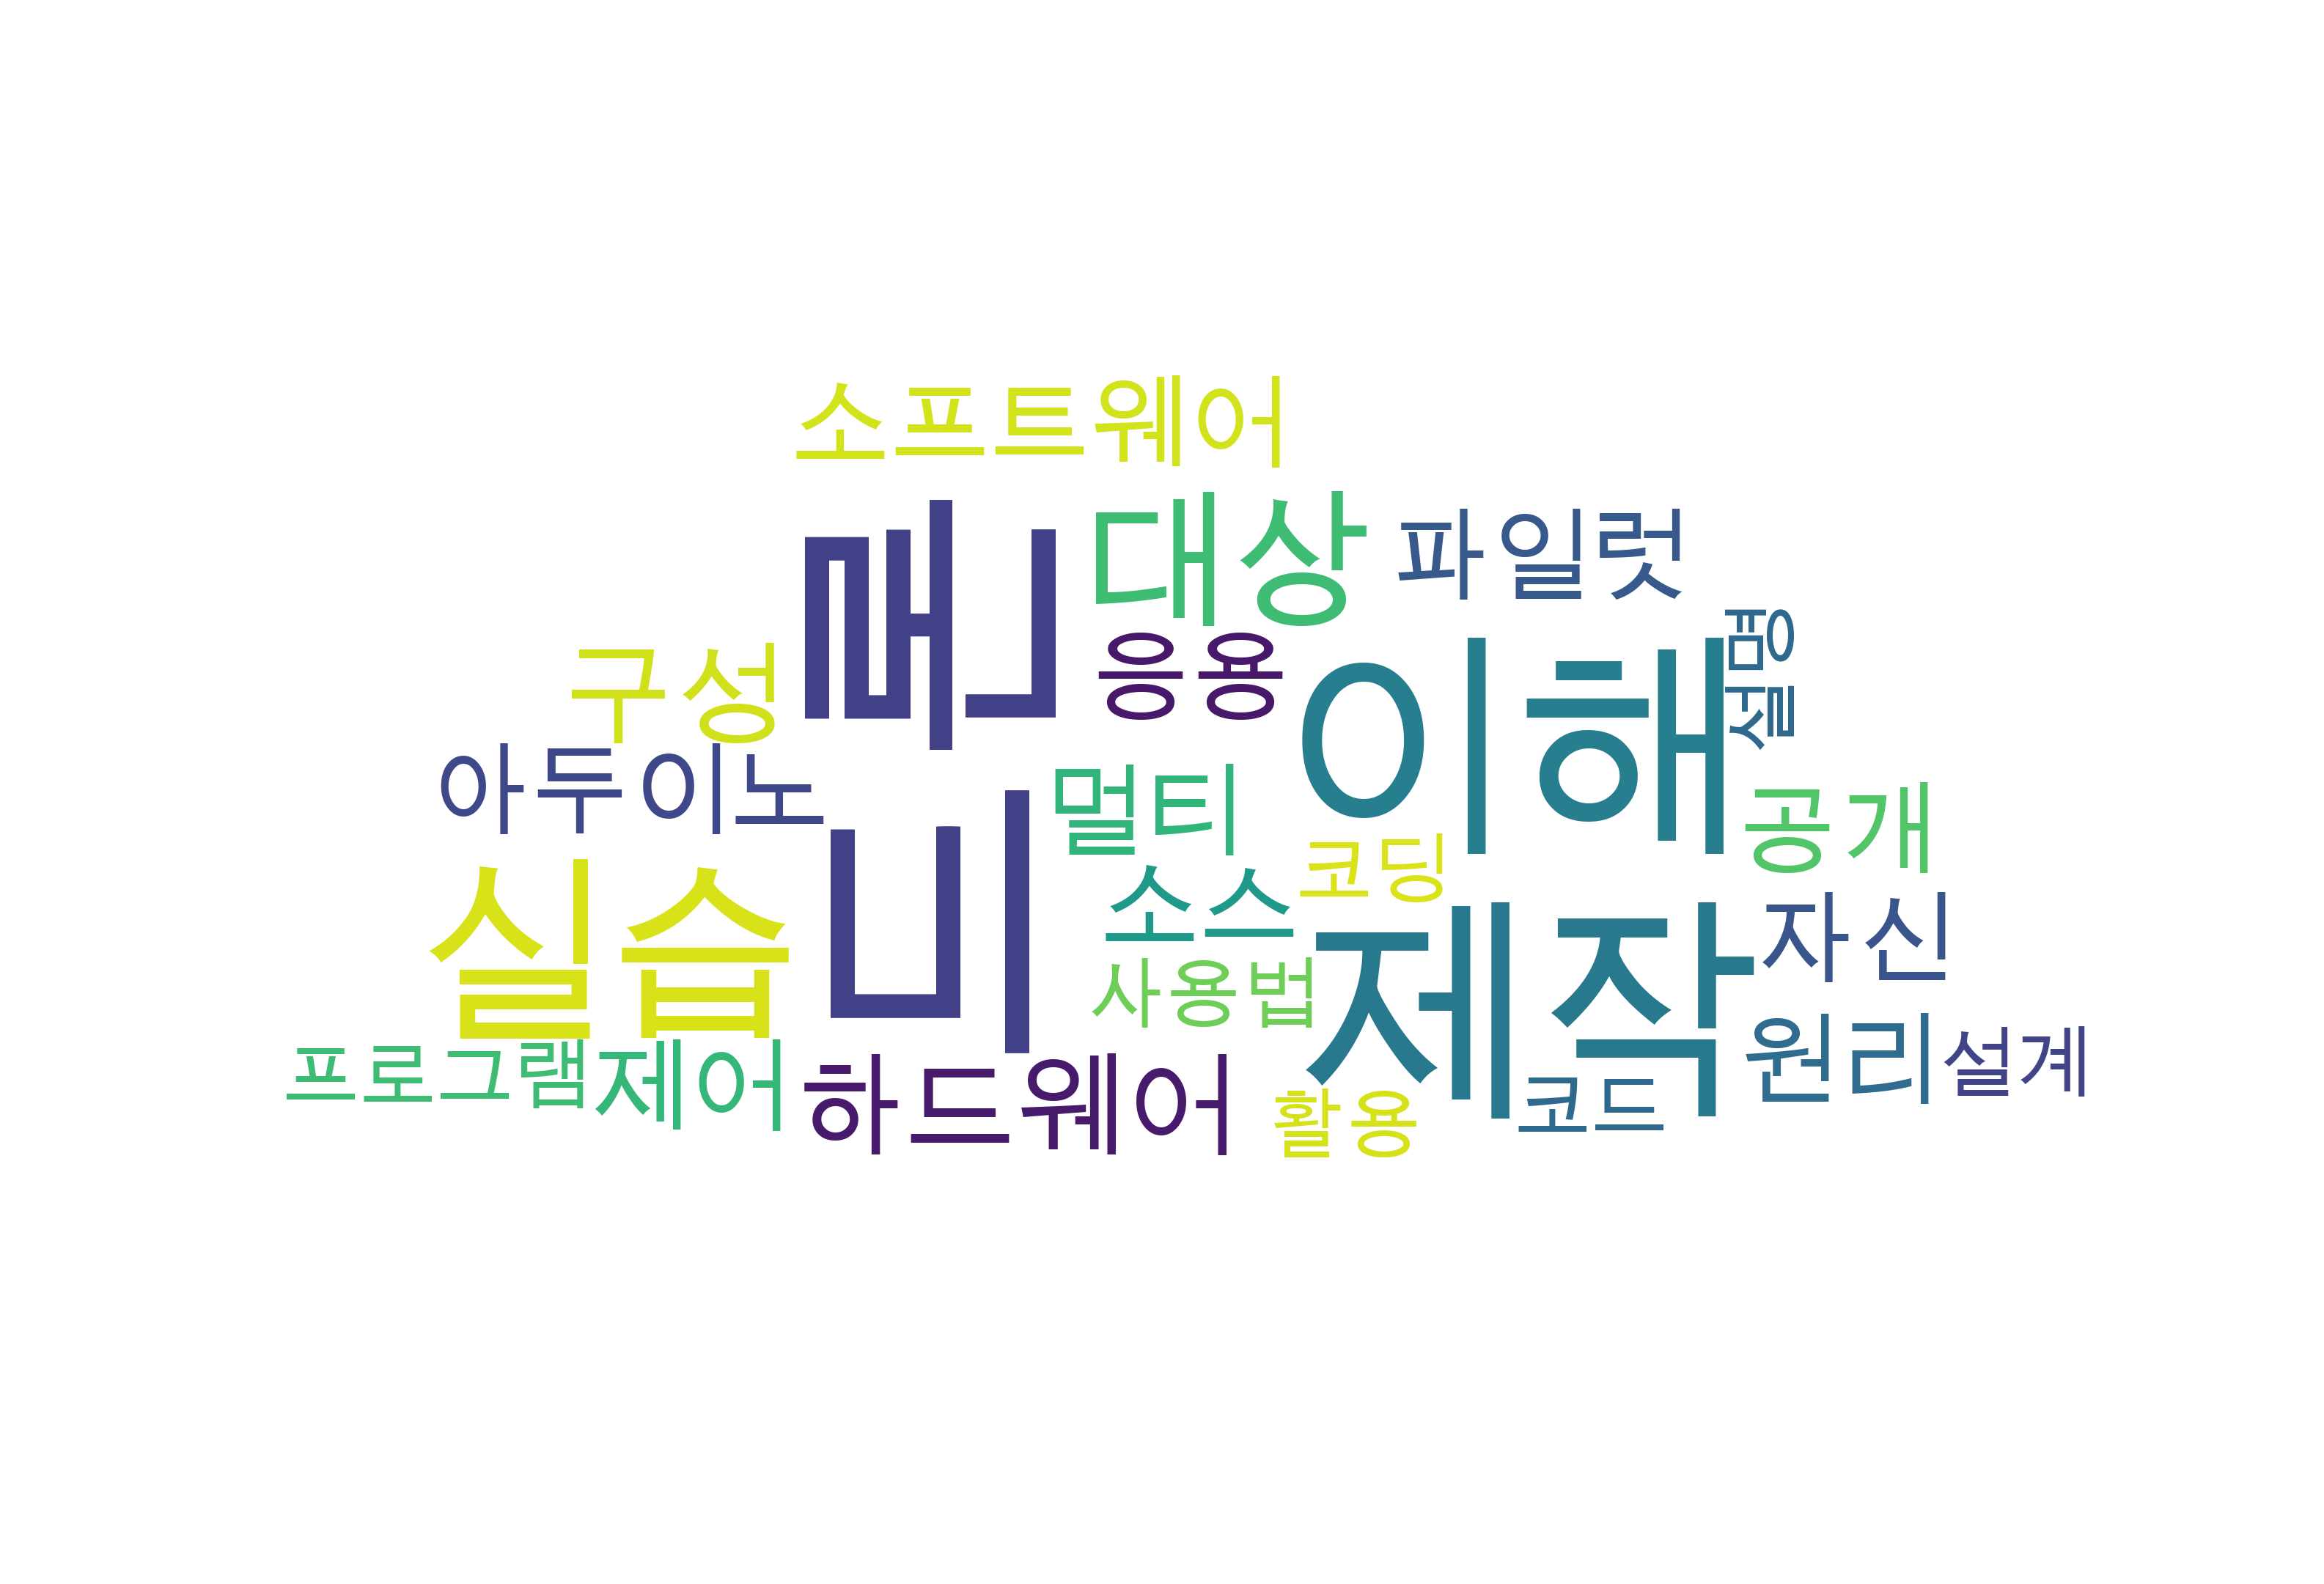 소프트웨어
드론
대상
파일럿
설명
구성
응용
이해
아두이노
멀티
공개
코딩
실습
소스
제작
자신
사용법
프로그램
제어
하드웨어
활용
코드
원리
설계